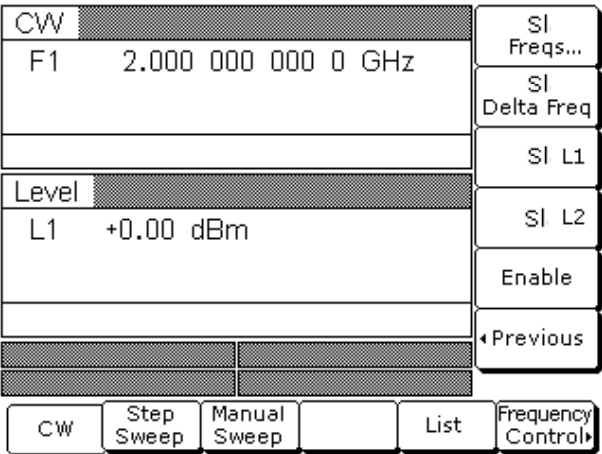 CW
F1 2.000 000 000 0 GHz
Level
L1 +0.00 dBm
Sl
Freqs...
Sl
Delta Freq
Sl L1
Sl L2
Enable
Previous
CW
Step
Sweep
Manual
Sweep
List
Frequency
Control